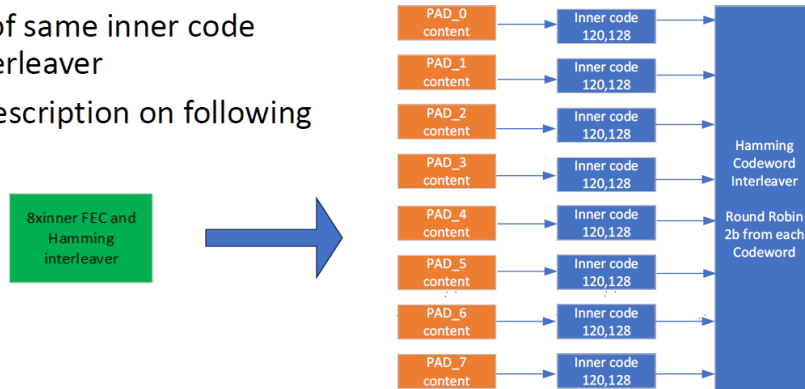 of same inner code
erleaver
escription on following
8xinner FEC and
Hamming
interleaver
PAD_0
content
Inner code
120,128
PAD_1
content
Inner code
120,128
PAD_2
content
Inner code
120,128
PAD_3
content
Inner code
120,128
PAD_4
content
Inner code
120,128
PAD_5
content
Inner code
120,128
PAD_6
content
Inner code
120,128
PAD_7
content
Inner code
120,128
Hamming
Codeword
Interleaver
Round Robin
2b from each
Codeword